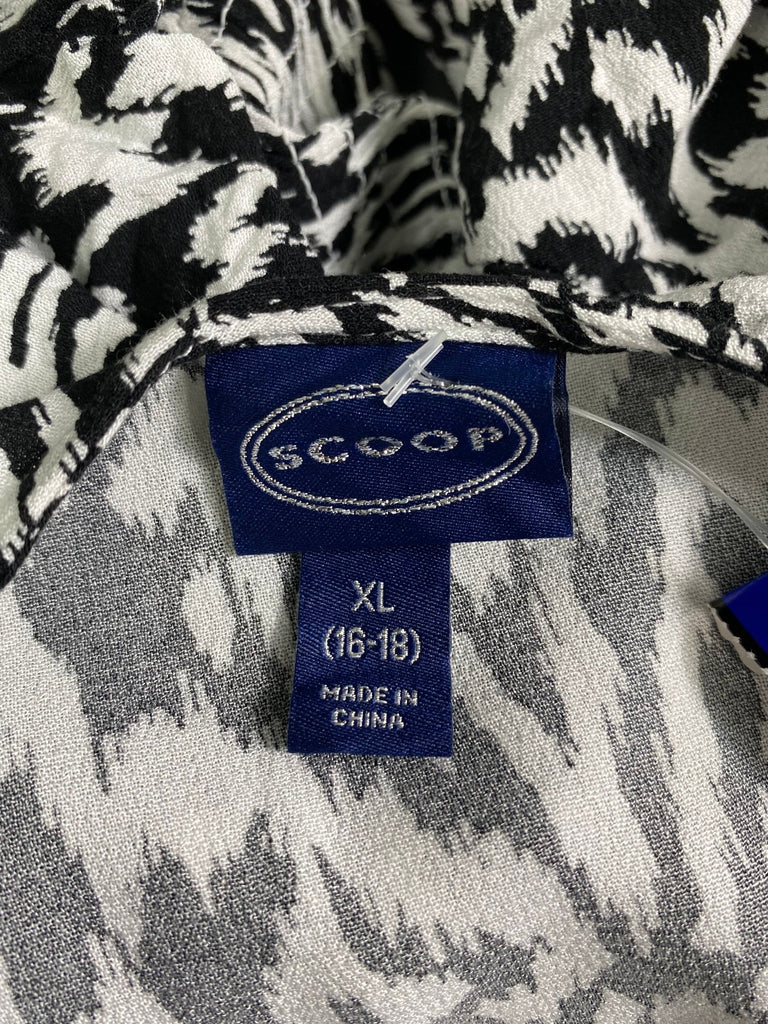 SCOOP
XL
(16-18)
MADE IN
CHINA